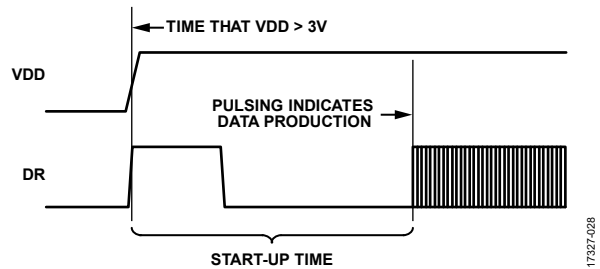 TIME THAT VDD > 3V
VDD
PULSING INDICATES
DATA PRODUCTION
DR
START-UP TIME
17327-028